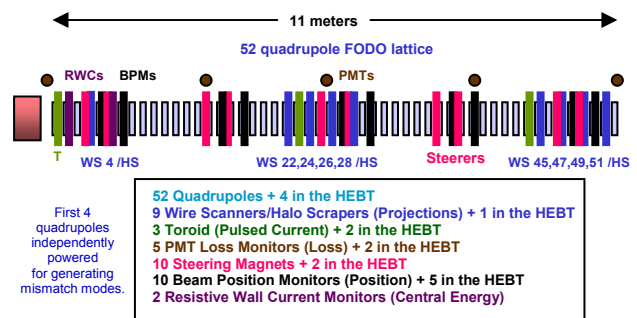 11 meters
52 quadrupole FODO lattice
RWCs BPMs PMTs
T WS 4 /HS WS 22,24,26,28 /HS Steerers WS 45,47,49,51 /HS
First 4
quadrupoles
independently
powered
for generating
mismatch modes.
52 Quadrupoles + 4 in the HEBT
9 Wire Scanners/Halo Scrapers (Projections) + 1 in the HEBT
3 Toroid (Pulsed Current) + 2 in the HEBT
5 PMT Loss Monitors (Loss) + 2 in the HEBT
10 Steering Magnets + 2 in the HEBT
10 Beam Position Monitors (Position) + 5 in the HEBT
2 Resistive Wall Current Monitors (Central Energy)